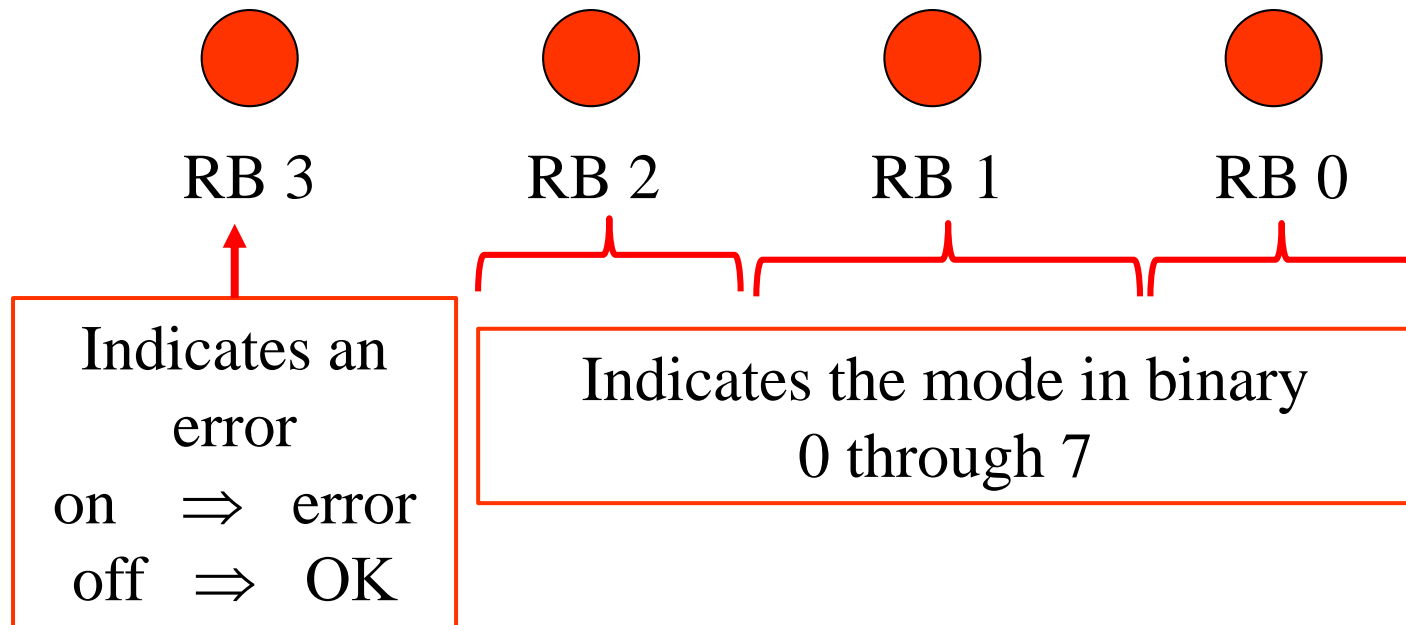 RB 3 RB 2 RB 1 RB 0
Indicates an
error
on ⇒ error
off ⇒ OK
Indicates the mode in binary
0 through 7